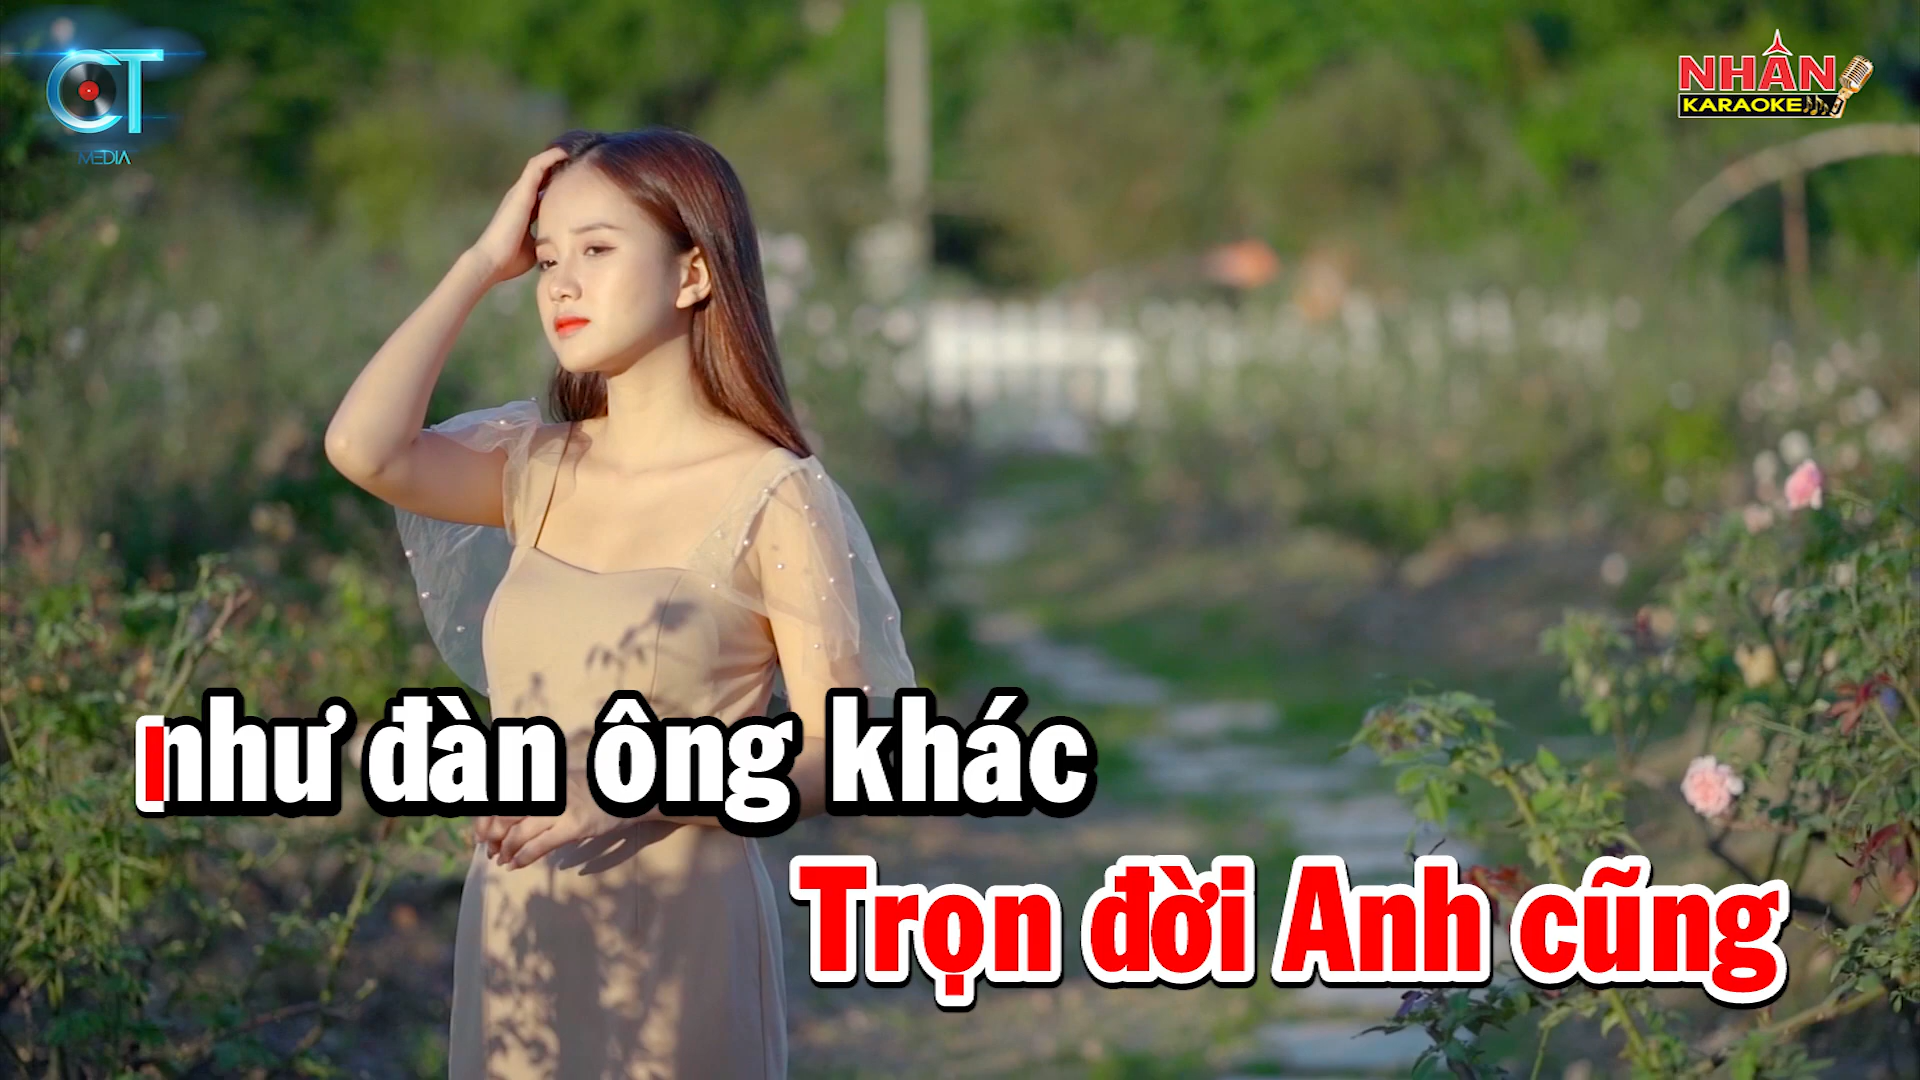 CT
MEDIA
NHÂN
KARAOKE
như đàn ông khác
Trọn đời Anh cũng